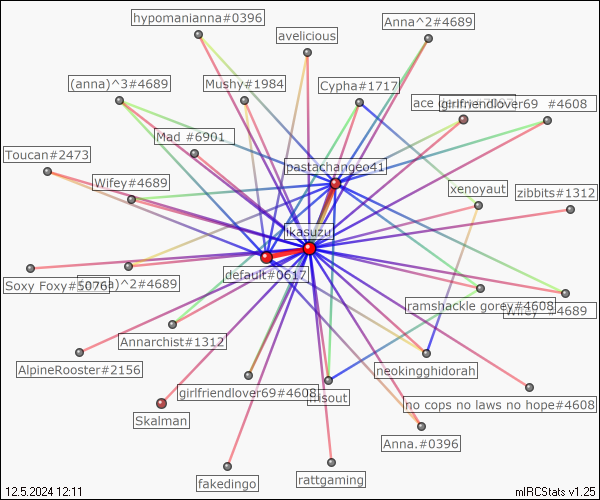 hypomanianna#0396
Anna^2#4689
avelicious
(anna)^3#4689
Mushy#1984
Cypha#1717
ace
girlfriendlover69 #4608
Mad #6901
Toucan#2473
pastachangeo41
Wifey#4689
xenoyaut
zibbits#1312
ikasuzu
default#0617
Soxy Foxy#5076
a)^2#4689
ramshackle gorey#4608
#4689
Annarchist#1312
AlpineRooster#2156
neokingghidorah
girlfriendlover69#4608
isout
no cops no laws no hope#4608
Skalman
Anna.#0396
fakedingo
rattgaming
12.5.2024 12:11
mIRCStats v1.25